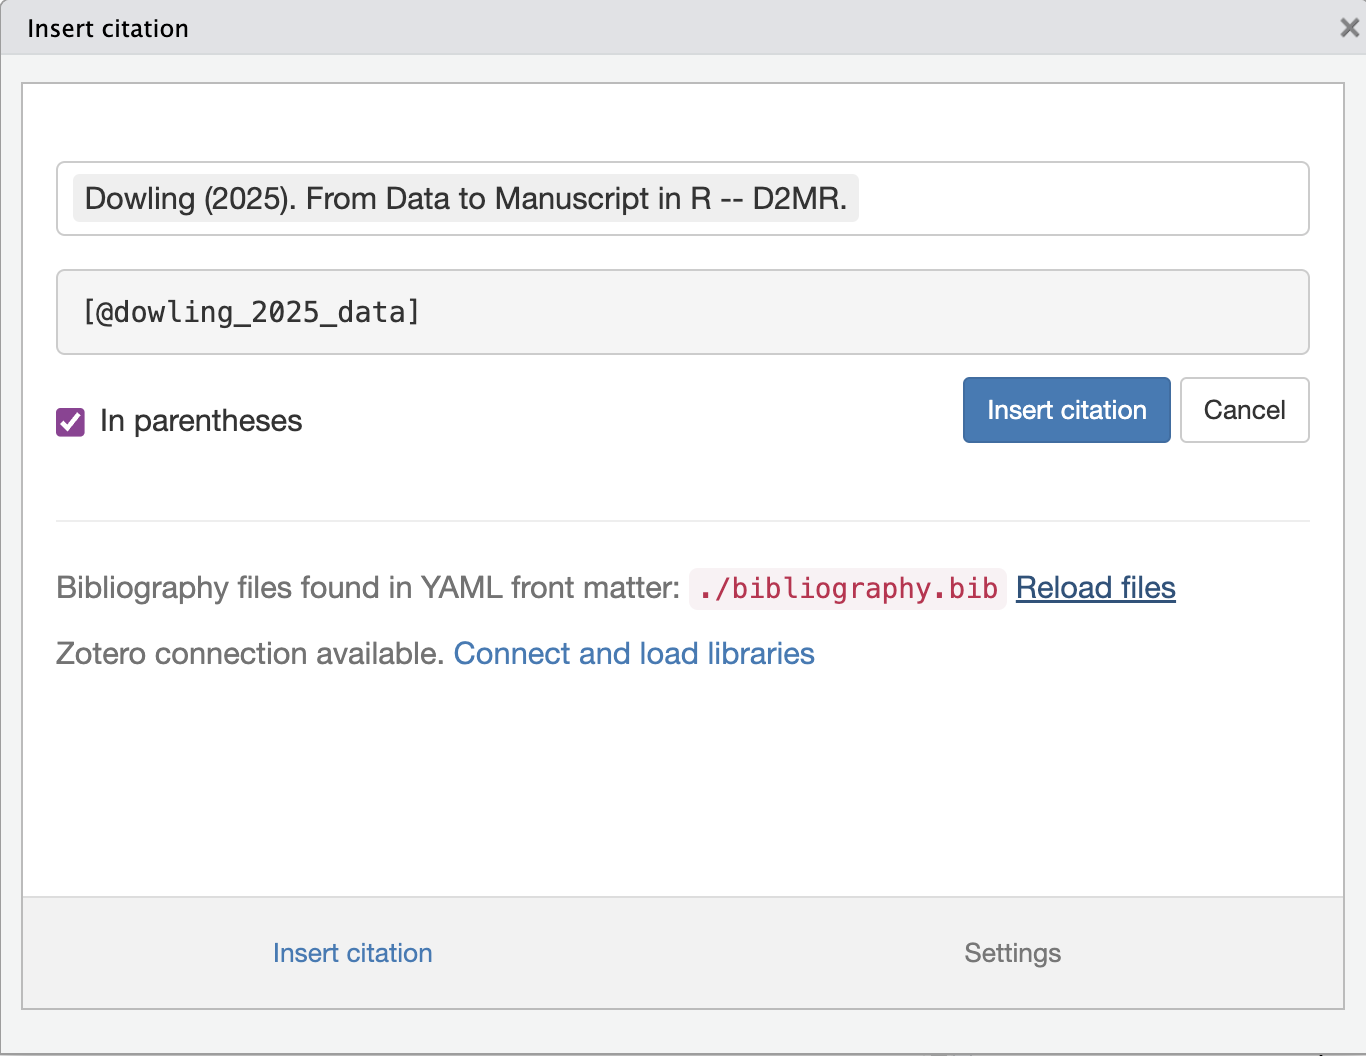 Insert citation
Dowling (2025). From Data to Manuscript in R -- D2MR.
[@dowling_2025_data]
In parentheses
Insert citation
Cancel
Bibliography files found in YAML front matter: ./bibliography.bib Reload files
Zotero connection available. Connect and load libraries
Insert citation
Settings